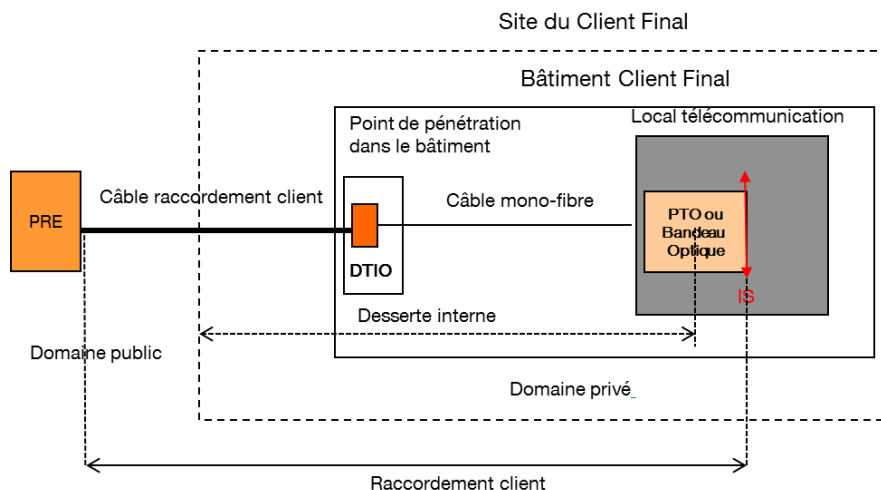 Site du Client Final
Bâtiment Client Final
Point de pénétration
dans le bâtiment
Local télécommunication
Câble raccordement client
Câble mono-fibre
PRE
PTO ou
Bandeau
Optique
DTIO
IS
Desserte interne
Domaine public
Domaine privé
Raccordement client